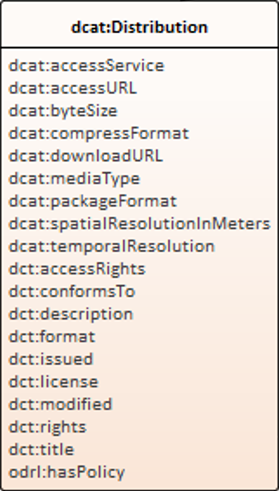 dcat:Distribution
dcat:accessService
dcat:accessURL
dcat:byteSize
dcat:compressFormat
dcat:downloadURL
dcat:mediaType
dcat:packageFormat
dcat:spatialResolutionInMeters
dcat:temporalResolution
dct:accessRights
dct:conformsTo
dct:description
dct:format
dct:issued
dct:license
dct:modified
dct:rights
dct:title
odrl:hasPolicy